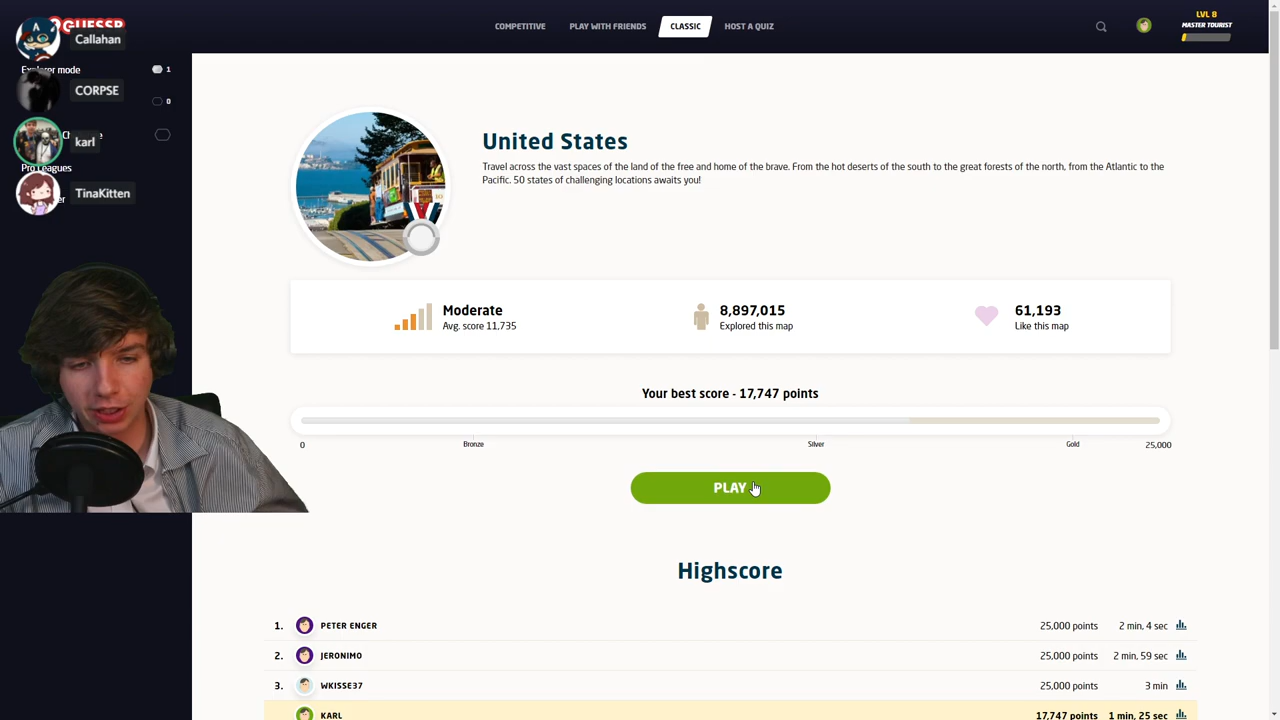 GUESSR
Callahan
COMPETITIVE
PLAY WITH FRIENDS
CLASSIC
HOST A QUIZ
LVL 8
MASTER TOURIST
mode
1
CORPSE
0
karl
Leagues
TinaKitten
United States
Travel across the vast spaces of the land of the free and home of the brave. From the hot deserts of the south to the great forests of the north, from the Atlantic to the
Pacific. 50 states of challenging locations awaits you!
Moderate
Avg. score 11,735
8,897,015
Explored this map
61,193
Like this map
Your best score - 17,747 points
0
Bronze
Silver
Gold
25,000
PLAY
Highscore
1.
PETER ENGER
25,000 points
2 min, 4 sec
2.
JERONIMO
25,000 points
2 min, 59 sec
3.
WKISSE37
25,000 points
3 min
KARL
17,747 points
1 min, 25 sec